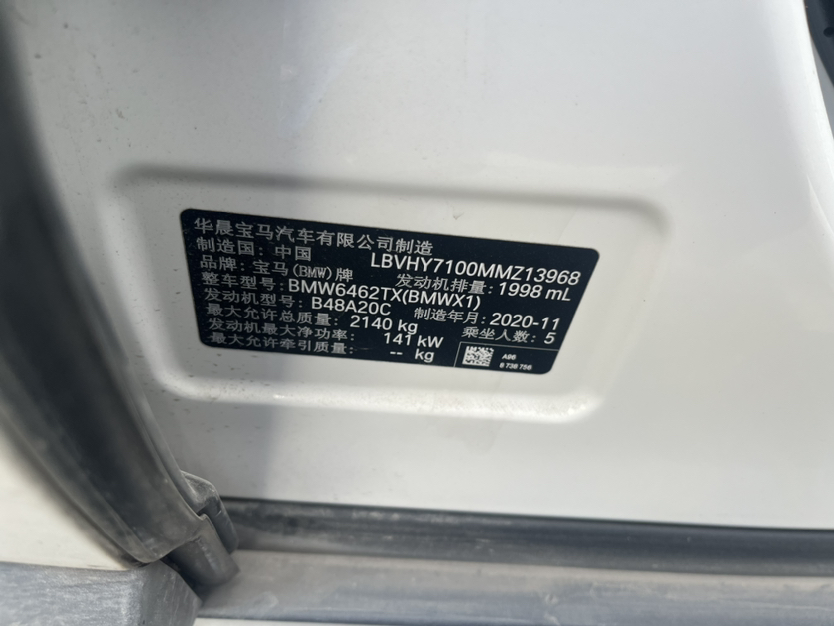 华晨宝马汽车有限公司制造
制造国: 中国 LBVHY7100MMZ13968
品牌: 宝马(BMW)牌 发动机排量: 1998 mL
整车型号: BMW6462TX(BMWX1)
发动机型号: B48A20C 制造年月: 2020-11
最大允许总质量: 2140 kg 乘坐人数: 5
发动机最大净功率: 141 kW
最大允许牵引质量: -- kg
A96
8 738 756